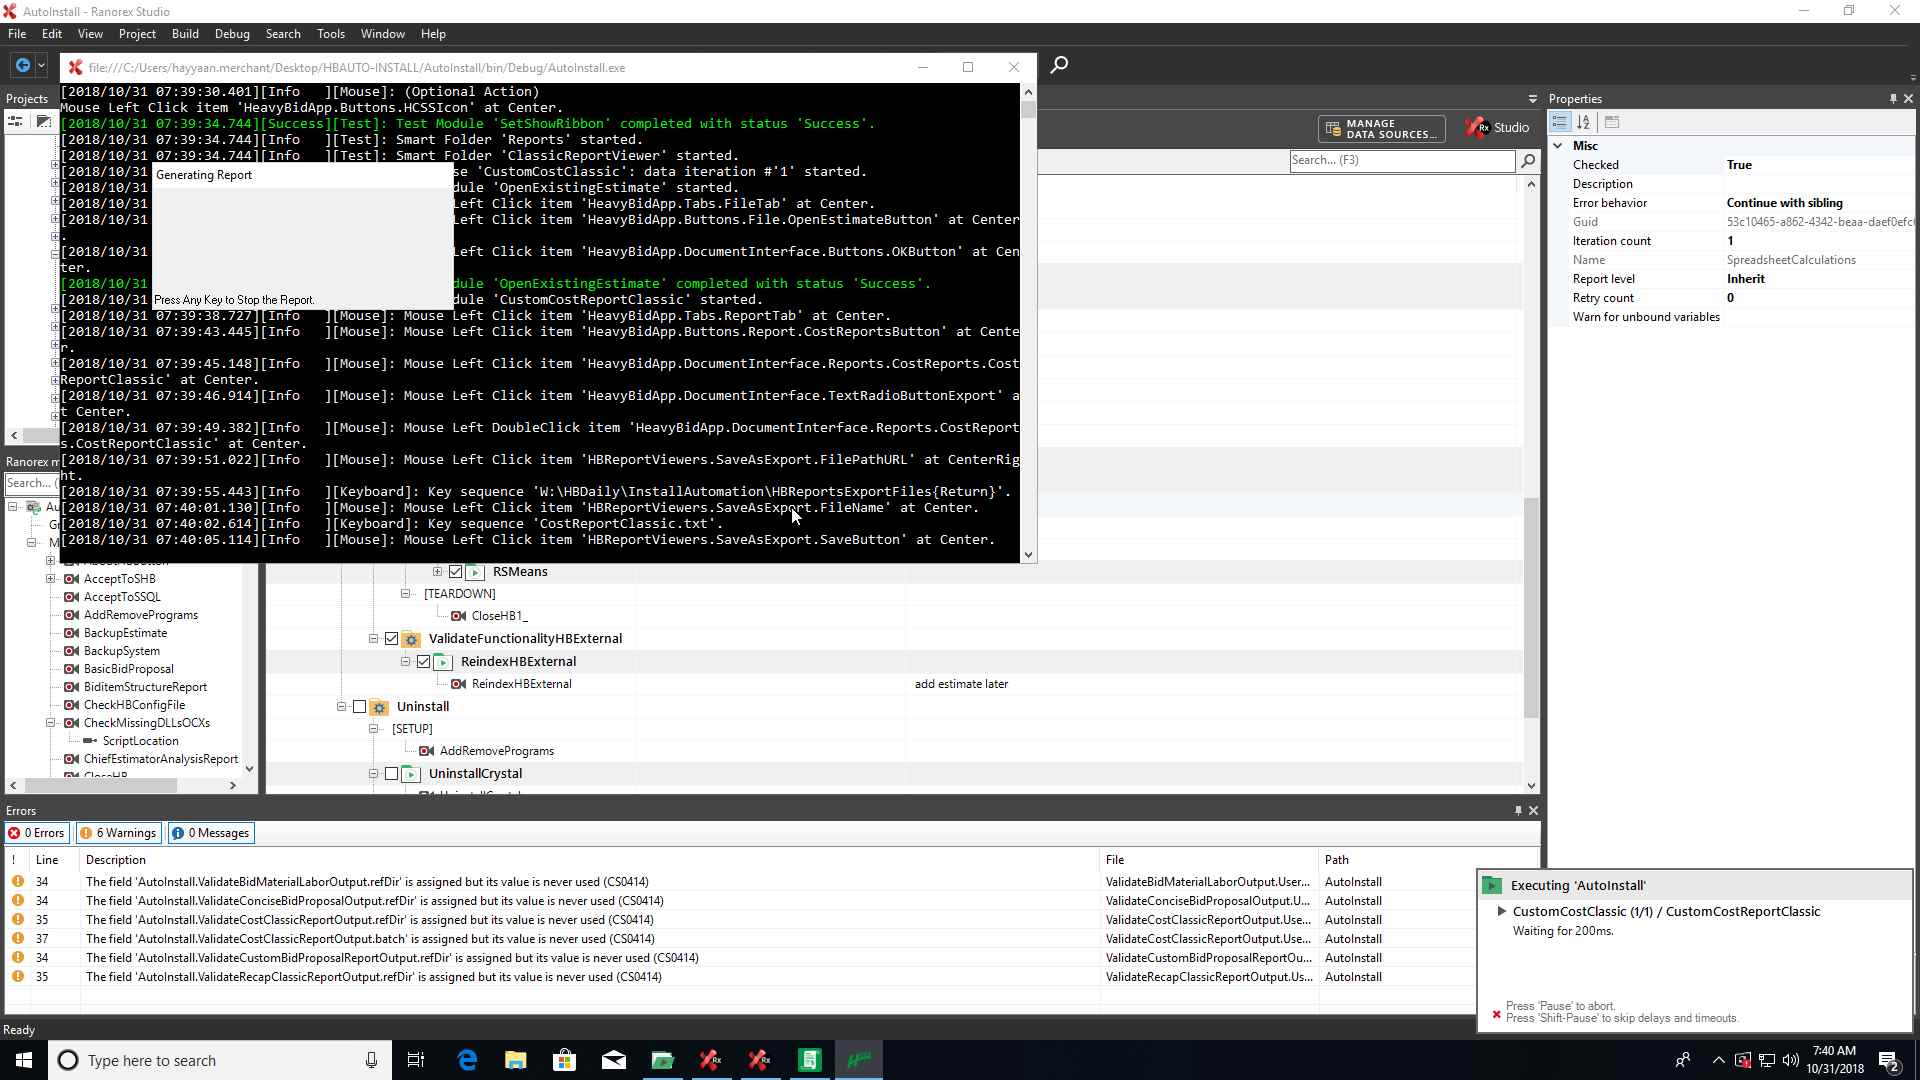 AutoInstall - Ranorex Studio
File Edit View Project Build Debug Search Tools Window Help
file:///C:/Users/hayyaan.merchant/Desktop/HBAUTO-INSTALL/AutoInstall/bin/Debug/AutoInstall.exe
[2018/10/31 07:39:30.401][Info   ][Mouse]: (Optional Action)
Mouse Left Click item 'HeavyBidApp.Buttons.HCSSIcon' at Center.
[2018/10/31 07:39:34.744][Success][Test]: Test Module 'SetShowRibbon' completed with status 'Success'.
[2018/10/31 07:39:34.744][Info   ][Test]: Smart Folder 'Reports' started.
[2018/10/31 07:39:34.744][Info   ][Test]: Smart Folder 'ClassicReportViewer' started.
[2018/10/31 se 'CustomCostClassic': data iteration #'1' started.
[2018/10/31 dule 'OpenExistingEstimate' started.
[2018/10/31 Left Click item 'HeavyBidApp.Tabs.FileTab' at Center.
[2018/10/31 Left Click item 'HeavyBidApp.Buttons.File.OpenEstimateButton' at Center
.
[2018/10/31 Left Click item 'HeavyBidApp.DocumentInterface.Buttons.OKButton' at Cen
ter.
[2018/10/31 dule 'OpenExistingEstimate' completed with status 'Success'.
[2018/10/31 dule 'CustomCostReportClassic' started.
[2018/10/31 07:39:38.727][Info   ][Mouse]: Mouse Left Click item 'HeavyBidApp.Tabs.ReportTab' at Center.
[2018/10/31 07:39:43.445][Info   ][Mouse]: Mouse Left Click item 'HeavyBidApp.Buttons.Report.CostReportsButton' at Cente
r.
[2018/10/31 07:39:45.148][Info   ][Mouse]: Mouse Left Click item 'HeavyBidApp.DocumentInterface.Reports.CostReports.Cost
ReportClassic' at Center.
[2018/10/31 07:39:46.914][Info   ][Mouse]: Mouse Left Click item 'HeavyBidApp.DocumentInterface.TextRadioButtonExport' a
t Center.
[2018/10/31 07:39:49.382][Info   ][Mouse]: Mouse Left DoubleClick item 'HeavyBidApp.DocumentInterface.Reports.CostReport
s.CostReportClassic' at Center.
[2018/10/31 07:39:51.022][Info   ][Mouse]: Mouse Left Click item 'HBReportViewers.SaveAsExport.FilePathURL' at CenterRig
ht.
[2018/10/31 07:39:55.443][Info   ][Keyboard]: Key sequence 'W:\HBDaily\InstallAutomation\HBReportsExportFiles{Return}'.
[2018/10/31 07:40:01.130][Info   ][Mouse]: Mouse Left Click item 'HBReportViewers.SaveAsExport.FileName' at Center.
[2018/10/31 07:40:02.614][Info   ][Keyboard]: Key sequence 'CostReportClassic.txt'.
[2018/10/31 07:40:05.114][Info   ][Mouse]: Mouse Left Click item 'HBReportViewers.SaveAsExport.SaveButton' at Center.
Generating Report
Press Any Key to Stop the Report.
Projects
Ranorex m
Search... (
Au
AcceptToSHB
AcceptToSSQL
AddRemovePrograms
BackupEstimate
BackupSystem
BasicBidProposal
BiditemStructureReport
CheckHBConfigFile
CheckMissingDLLsOCXs
ScriptLocation
ChiefEstimatorAnalysisReport
CloseHB
MANAGE
DATA SOURCES...
Rx Studio
Search... (F3)
RSMeans
[TEARDOWN]
CloseHB1_
ValidateFunctionalityHBExternal
ReindexHBExternal
ReindexHBExternal add estimate later
Uninstall
[SETUP]
AddRemovePrograms
UninstallCrystal
Properties
Misc
Checked True
Description
Error behavior Continue with sibling
Guid 53c10465-a862-4342-beaa-daef0efc
Iteration count 1
Name SpreadsheetCalculations
Report level Inherit
Retry count 0
Warn for unbound variables
Errors
0 Errors 6 Warnings 0 Messages
! Line Description File Path
34 The field 'AutoInstall.ValidateBidMaterialLaborOutput.refDir' is assigned but its value is never used (CS0414) ValidateBidMaterialLaborOutput.User... AutoInstall
34 The field 'AutoInstall.ValidateConciseBidProposalOutput.refDir' is assigned but its value is never used (CS0414) ValidateConciseBidProposalOutput.U... AutoInstall
35 The field 'AutoInstall.ValidateCostClassicReportOutput.refDir' is assigned but its value is never used (CS0414) ValidateCostClassicReportOutput.Use... AutoInstall
37 The field 'AutoInstall.ValidateCostClassicReportOutput.batch' is assigned but its value is never used (CS0414) ValidateCostClassicReportOutput.Use... AutoInstall
34 The field 'AutoInstall.ValidateCustomBidProposalReportOutput.refDir' is assigned but its value is never used (CS0414) ValidateCustomBidProposalReportOu... AutoInstall
35 The field 'AutoInstall.ValidateRecapClassicReportOutput.refDir' is assigned but its value is never used (CS0414) ValidateRecapClassicReportOutput.Us... AutoInstall
Executing 'AutoInstall'
CustomCostClassic (1/1) / CustomCostReportClassic
Waiting for 200ms.
Press 'Pause' to abort.
Press 'Shift-Pause' to skip delays and timeouts.
Ready
Type here to search
7:40 AM
10/31/2018
2